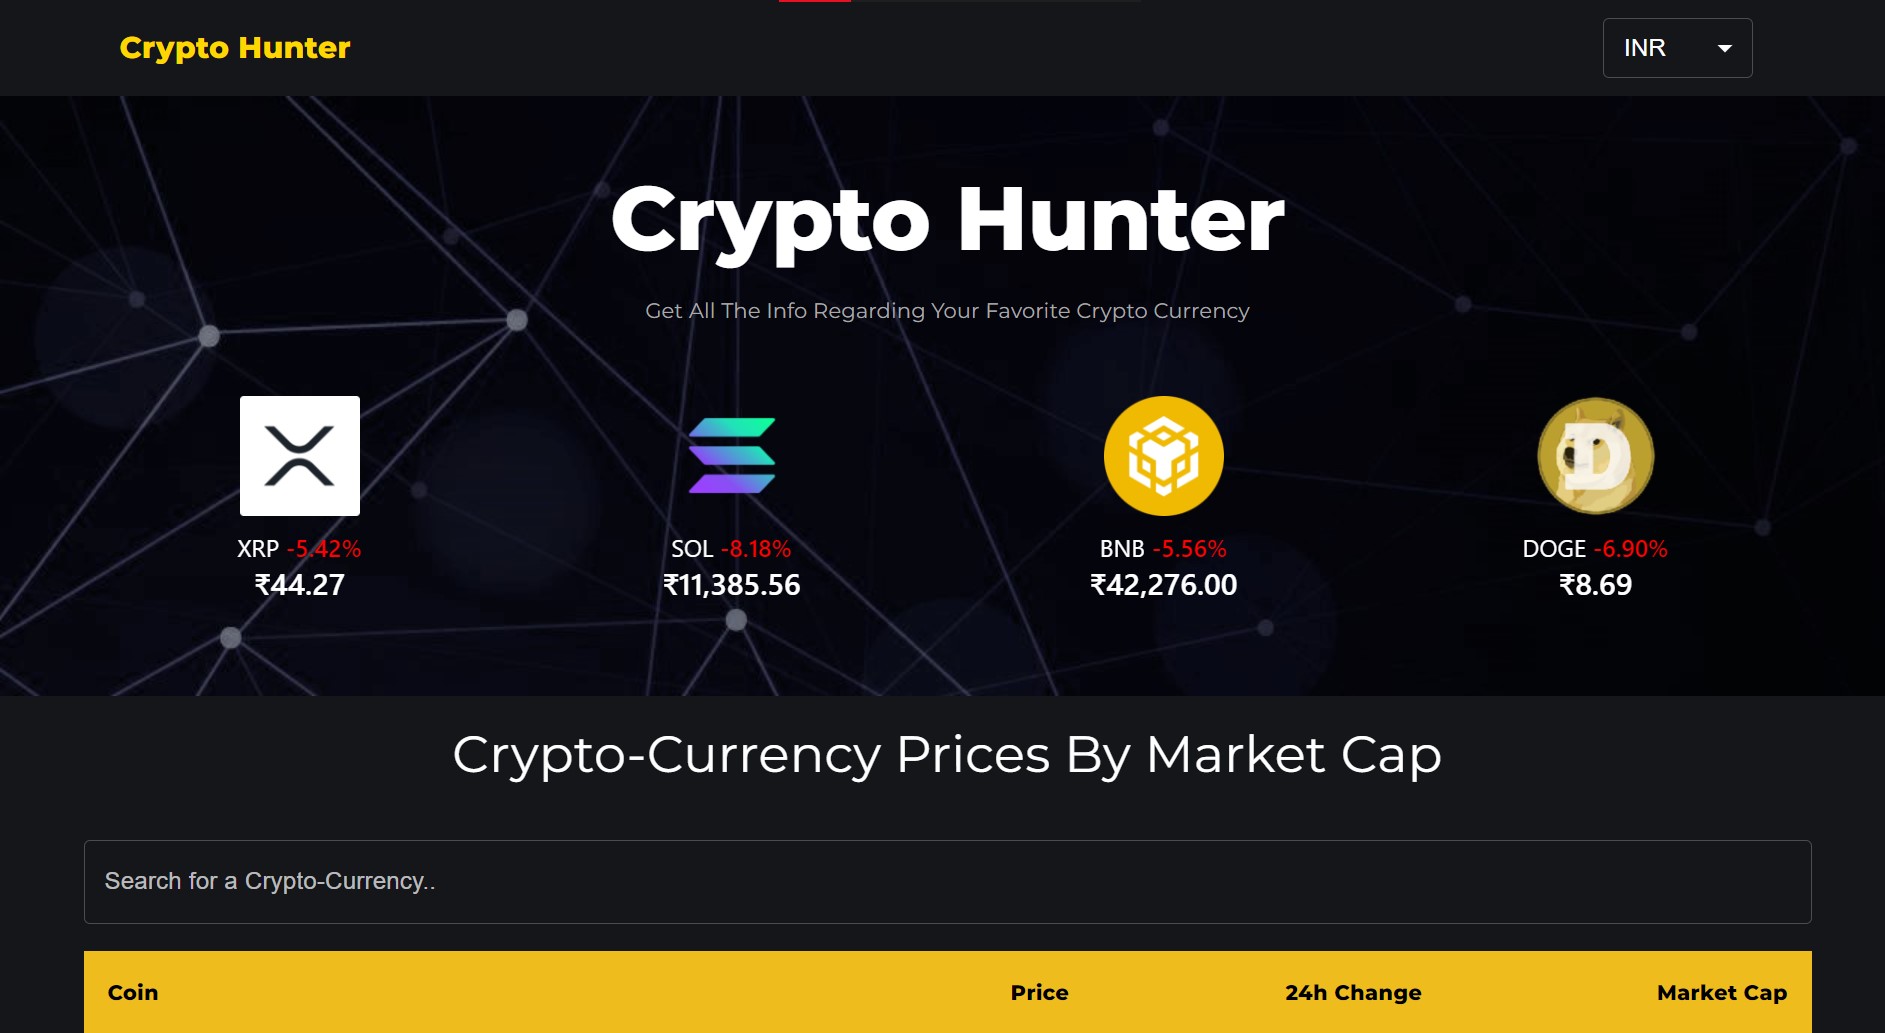 Crypto Hunter
INR
Crypto Hunter
Get All The Info Regarding Your Favorite Crypto Currency
XRP -5.42%
₹44.27
SOL -8.18%
₹11,385.56
BNB -5.56%
₹42,276.00
D
DOGE -6.90%
₹8.69
Crypto-Currency Prices By Market Cap
Search for a Crypto-Currency..
Coin Price 24h Change Market Cap